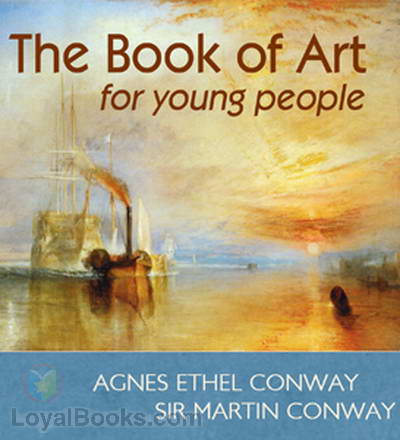 The Book of Art
for young people
AGNES ETHEL CONWAY
SIR MARTIN CONWAY
LoyalBooks.com